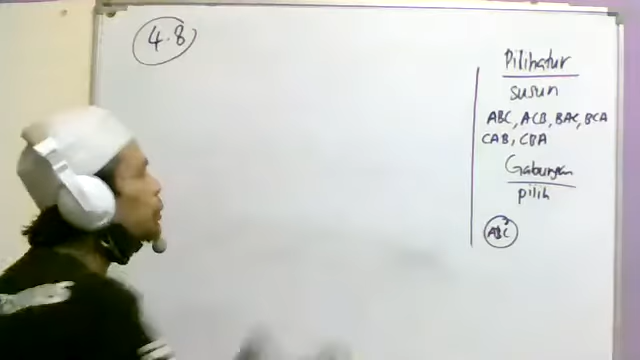 4.8
Pilihatur
susun
ABC, ACB, BAC, BCA
CAB, CBA
Gabungan
pilih
ABC